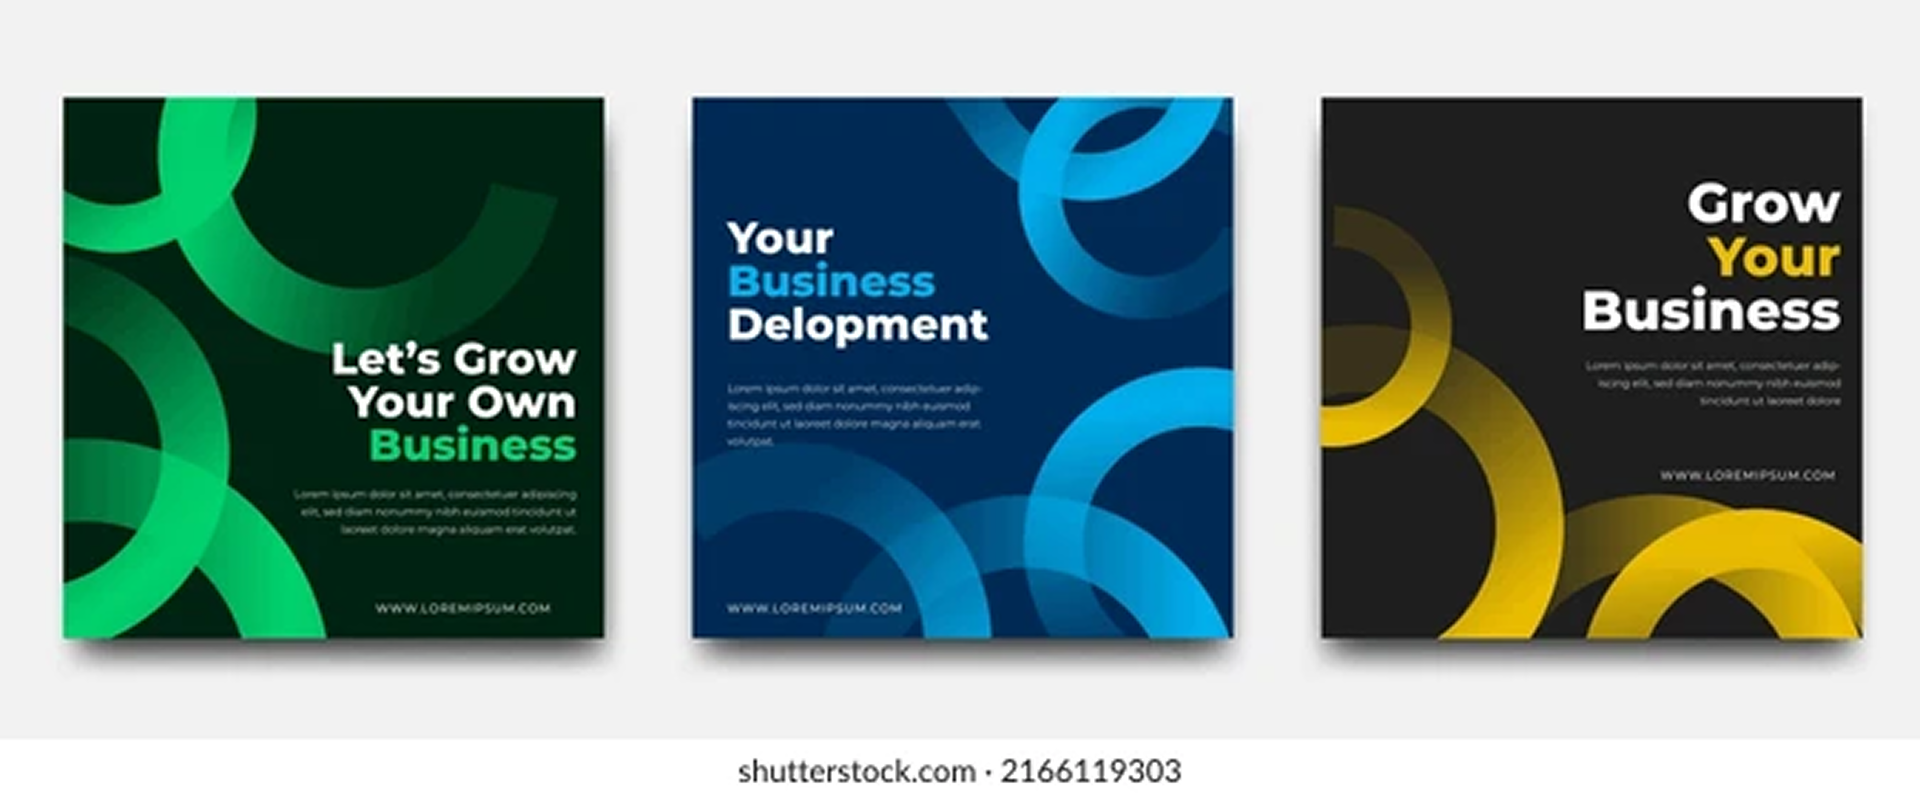 Let's Grow
Your Own
Business
Lorem ipsum dolor sit amet, consectetuer adipiscing
elit, sed diam nonummy nibh euismod tincidunt ut
laoreet dolore magna aliquam erat volutpat.
WWW.LOREMIPSUM.COM
Your
Business
Delopment
Lorem ipsum dolor sit amet, consectetuer adip-
iscing elit, sed diam nonummy nibh euismod
tincidunt ut laoreet dolore magna aliquam erat
volutpat.
WWW.LOREMIPSUM.COM
Grow
Your
Business
Lorem ipsum dolor sit amet, consectetuer adip-
iscing elit, sed diam nonummy nibh euismod
tincidunt ut laoreet dolore
WWW.LOREMIPSUM.COM
shutterstock.com · 2166119303